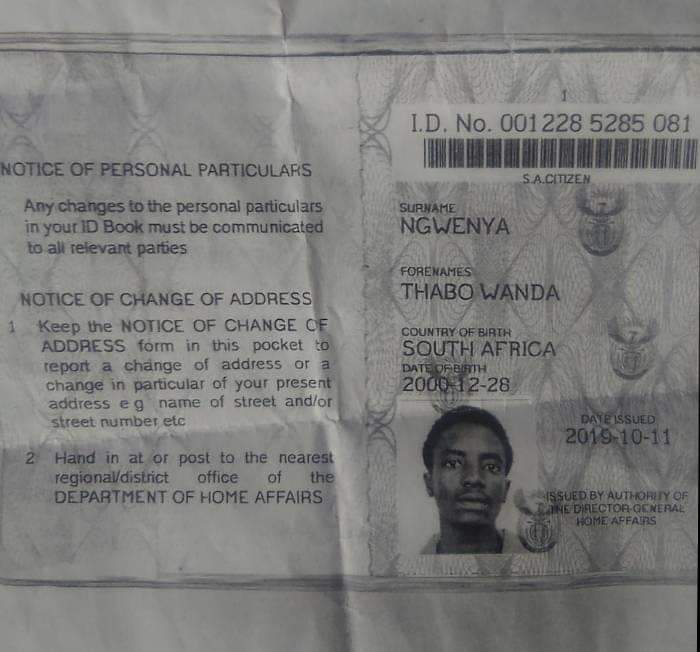 NOTICE OF PERSONAL PARTICULARS
Any changes to the personal particulars
in your ID Book must be communicated
to all relevant parties
NOTICE OF CHANGE OF ADDRESS
1 Keep the NOTICE OF CHANGE OF
ADDRESS form in this pocket to
report a change of address or a
change in particular of your present
address e g name of street and/or
street number etc
2 Hand in at or post to the nearest
regional/district office of the
DEPARTMENT OF HOME AFFAIRS
1
I.D. No. 001228 5285 081
S.A.CITIZEN
SURNAME
NGWENYA
FORENAMES
THABO WANDA
COUNTRY OF BIRTH
SOUTH AFRICA
DATE OF BIRTH
2000-12-28
DATE ISSUED
2019-10-11
ISSUED BY AUTHORITY OF
THE DIRECTOR-GENERAL
HOME AFFAIRS